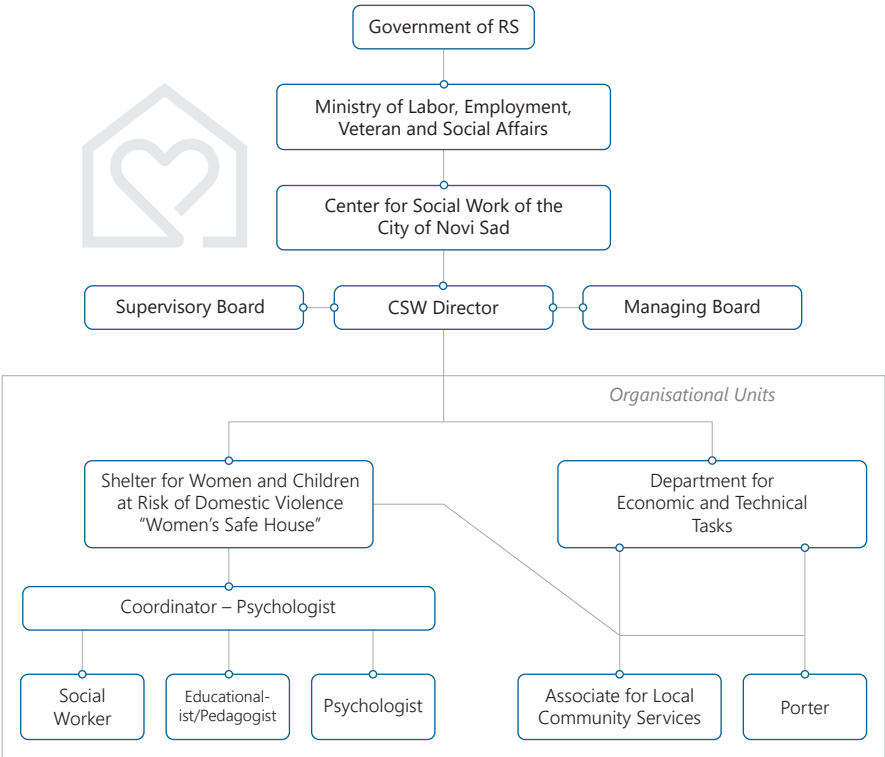 Government of RS
Ministry of Labor, Employment,
Veteran and Social Affairs
Center for Social Work of the
City of Novi Sad
Supervisory Board
CSW Director
Managing Board
Organisational Units
Shelter for Women and Children
at Risk of Domestic Violence
“Women’s Safe House”
Department for
Economic and Technical
Tasks
Coordinator – Psychologist
Social
Worker
Educational-
ist/Pedagogist
Psychologist
Associate for Local
Community Services
Porter